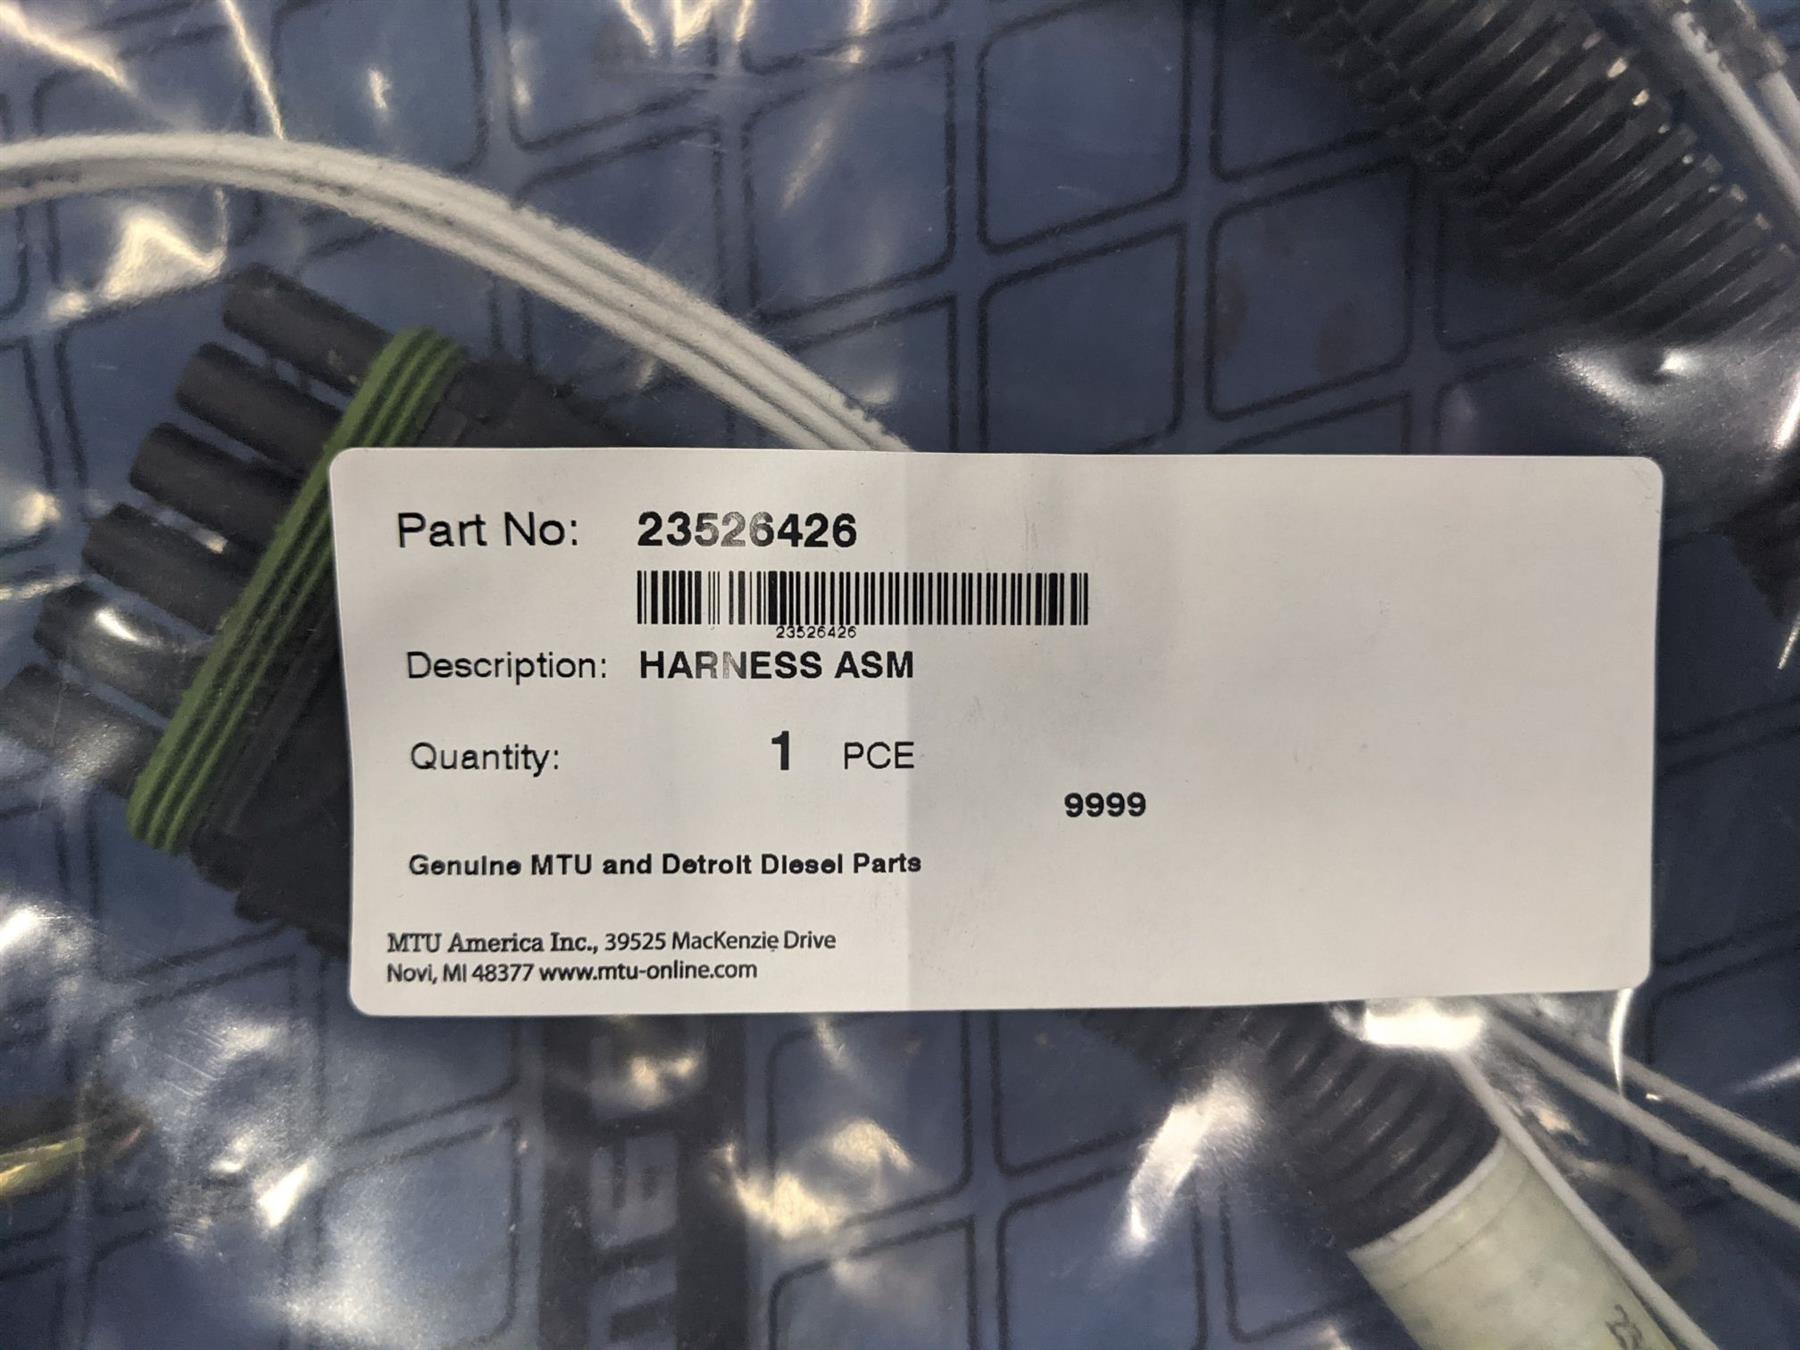 Part No: 23526426
23526426
Description: HARNESS ASM
Quantity: 1 PCE
9999
Genuine MTU and Detroit Diesel Parts
MTU America Inc., 39525 MacKenzie Drive
Novi, MI 48377 www.mtu-online.com